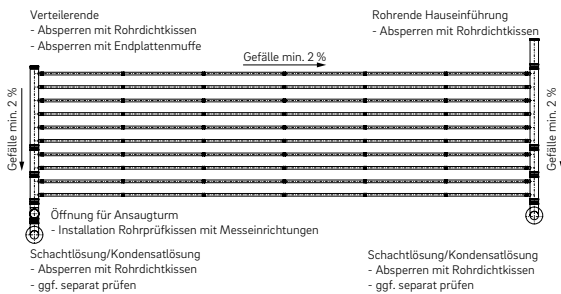 Verteilerende
- Absperren mit Rohrdichtkissen
- Absperren mit Endplattenmuffe
Rohrende Hauseinführung
- Absperren mit Rohrdichtkissen
Gefälle min. 2 %
Gefälle min. 2 %
Gefälle min. 2 %
Öffnung für Ansaugturm
- Installation Rohrprüfkissen mit Messeinrichtungen
Schachtlösung/Kondensatlösung
- Absperren mit Rohrdichtkissen
- ggf. separat prüfen
Schachtlösung/Kondensatlösung
- Absperren mit Rohrdichtkissen
- ggf. separat prüfen